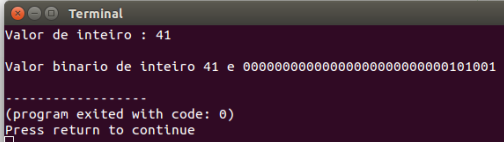 Terminal
Valor de inteiro : 41
Valor binario de inteiro 41 e 00000000000000000000000000101001
------------------
(program exited with code: 0)
Press return to continue